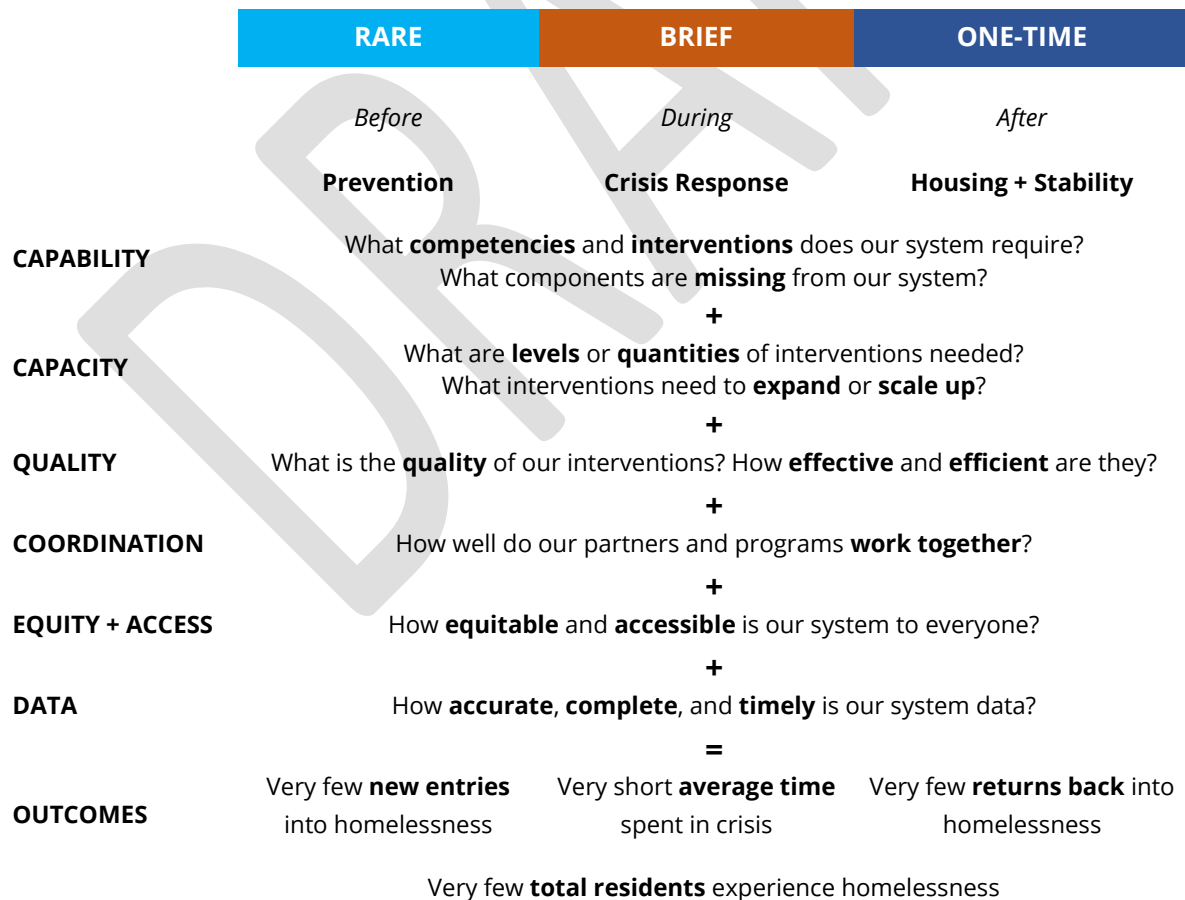 RARE BRIEF ONE-TIME
Before During After
Prevention Crisis Response Housing + Stability
CAPABILITY
What competencies and interventions does our system require?
What components are missing from our system?
+
CAPACITY
What are levels or quantities of interventions needed?
What interventions need to expand or scale up?
+
QUALITY What is the quality of our interventions? How effective and efficient are they?
+
COORDINATION How well do our partners and programs work together?
+
EQUITY + ACCESS How equitable and accessible is our system to everyone?
+
DATA How accurate, complete, and timely is our system data?
=
OUTCOMES
Very few new entries
into homelessness
Very short average time
spent in crisis
Very few returns back into
homelessness
Very few total residents experience homelessness
DRA